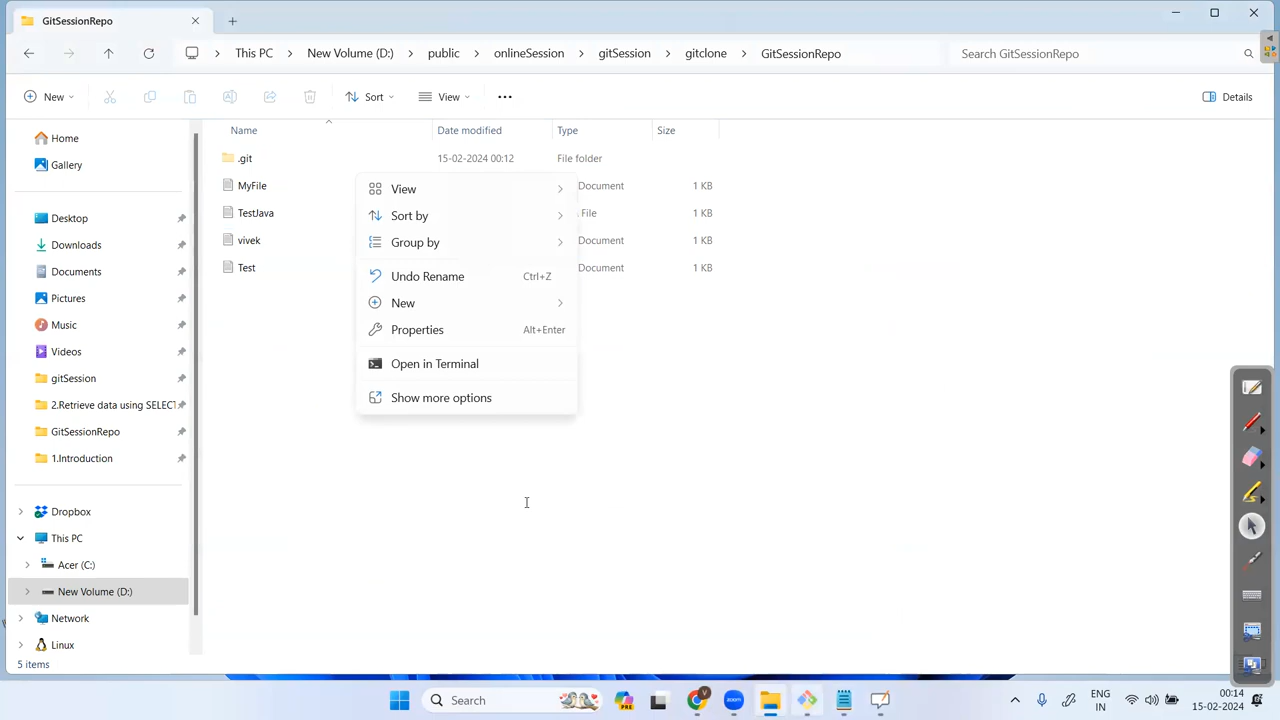 GitSessionRepo
This PC New Volume (D:) public onlineSession gitSession gitclone GitSessionRepo Search GitSessionRepo
New Sort View Details
Home
Gallery
Desktop
Downloads
Documents
Pictures
Music
Videos
gitSession
2.Retrieve data using SELECT
GitSessionRepo
1.Introduction
Dropbox
This PC
Acer (C:)
New Volume (D:)
Network
Linux
Name Date modified Type Size
.git 15-02-2024 00:12 File folder
MyFile Document 1 KB
TestJava File 1 KB
vivek Document 1 KB
Test Document 1 KB
View
Sort by
Group by
Undo Rename Ctrl+Z
New
Properties Alt+Enter
Open in Terminal
Show more options
5 items
Search PRE V zoom ENG 00:14
IN 15-02-2024